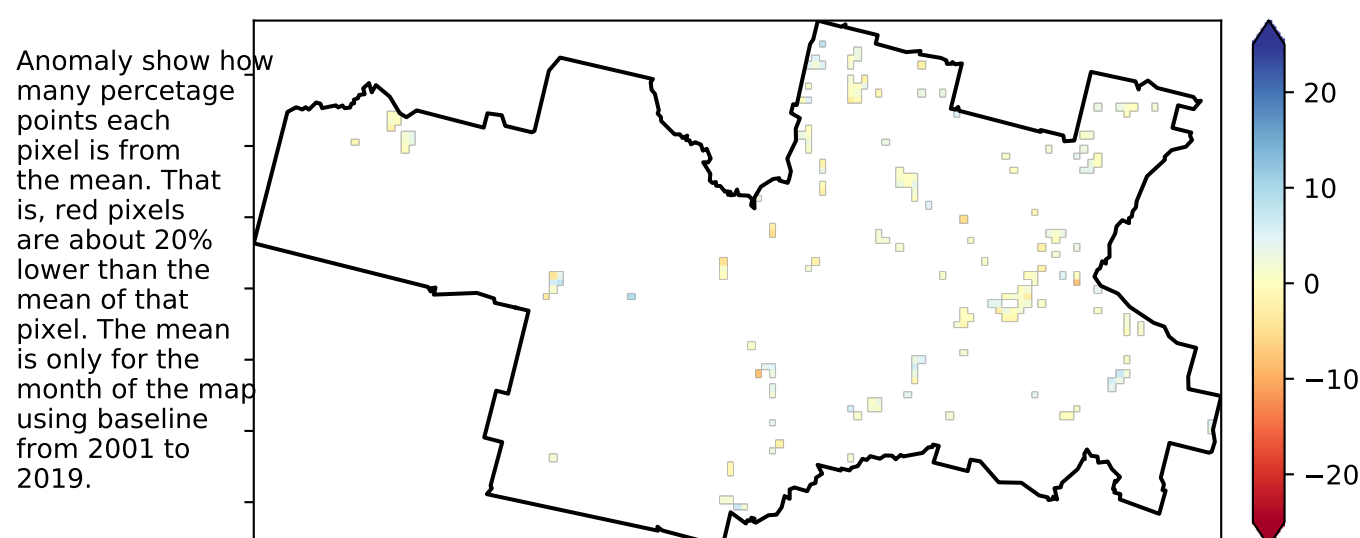 Anomaly show how
many percetage
points each
pixel is from
the mean. That
is, red pixels
are about 20%
lower than the
mean of that
pixel. The mean
is only for the
month of the map
using baseline
from 2001 to
2019.
20
10
0
−10
−20